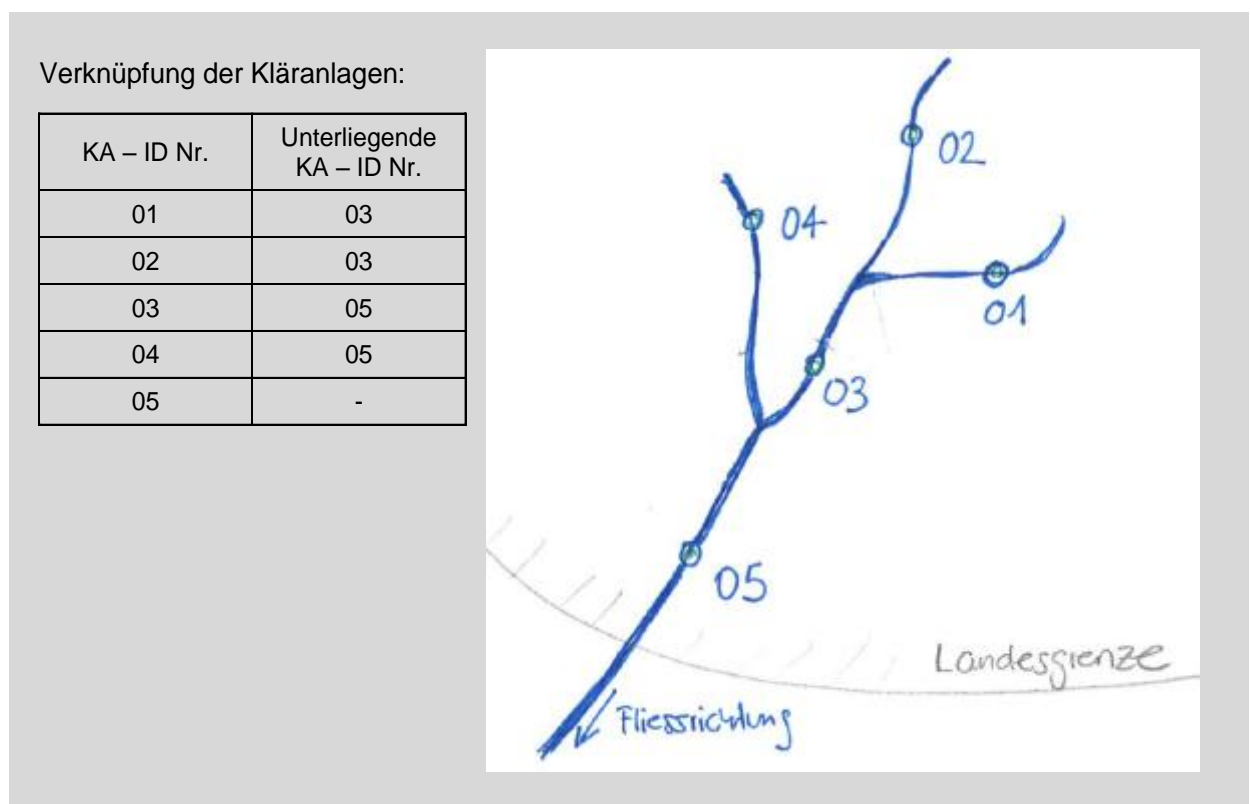 Verknüpfung der Kläranlagen:
KA – ID Nr.
Unterliegende
KA – ID Nr.
01 03
02 03
03 05
04 05
05 -
02
04
01
03
05
Landesgrenze
Fliessrichtung